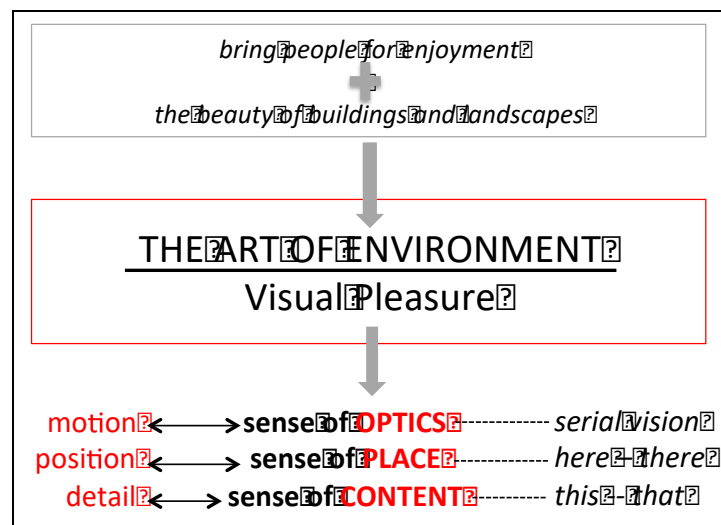 bring people for enjoyment
+
the beauty of buildings and landscapes
THE ART OF ENVIRONMENT
Visual Pleasure
motion sense of OPTICS serial vision
position sense of PLACE here - there
detail sense of CONTENT this - that